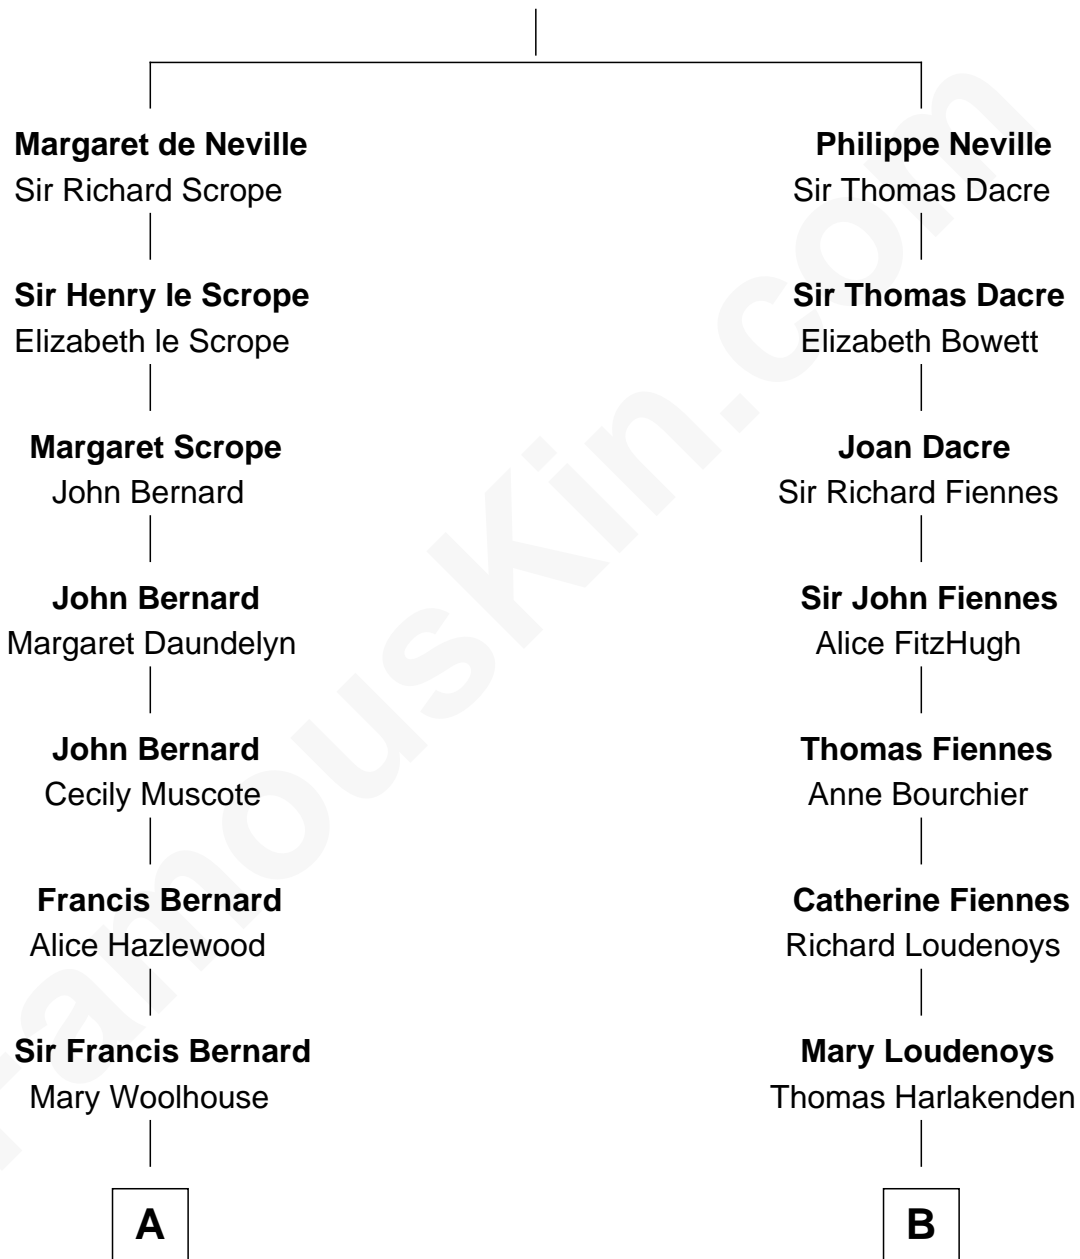 Margaret de Neville
Sir Richard Scrope
Sir Henry le Scrope
Elizabeth le Scrope
Margaret Scrope
John Bernard
John Bernard
Margaret Daundelyn
John Bernard
Cecily Muscote
Francis Bernard
Alice Hazlewood
Sir Francis Bernard
Mary Woolhouse
A
Philippe Neville
Sir Thomas Dacre
Sir Thomas Dacre
Elizabeth Bowett
Joan Dacre
Sir Richard Fiennes
Sir John Fiennes
Alice FitzHugh
Thomas Fiennes
Anne Bourchier
Catherine Fiennes
Richard Loudenoys
Mary Loudenoys
Thomas Harlakenden
B
FamousKin.com